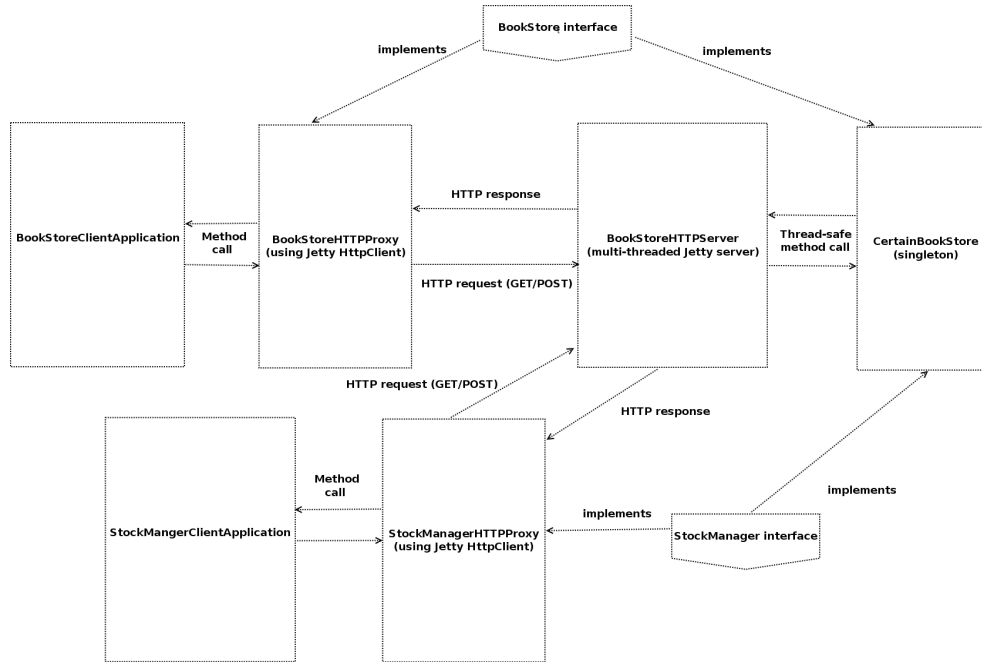 BookStore interface
implements
implements
HTTP response
BookStoreClientApplication
Method
call
BookStoreHTTPProxy
(using Jetty HttpClient)
BookStoreHTTPServer
(multi-threaded Jetty server)
Thread-safe
method call
CertainBookStore
(singleton)
HTTP request (GET/POST)
HTTP request (GET/POST)
HTTP response
Method
call
implements
implements
StockMangerClientApplication
StockManagerHTTPProxy
(using Jetty HttpClient)
StockManager interface